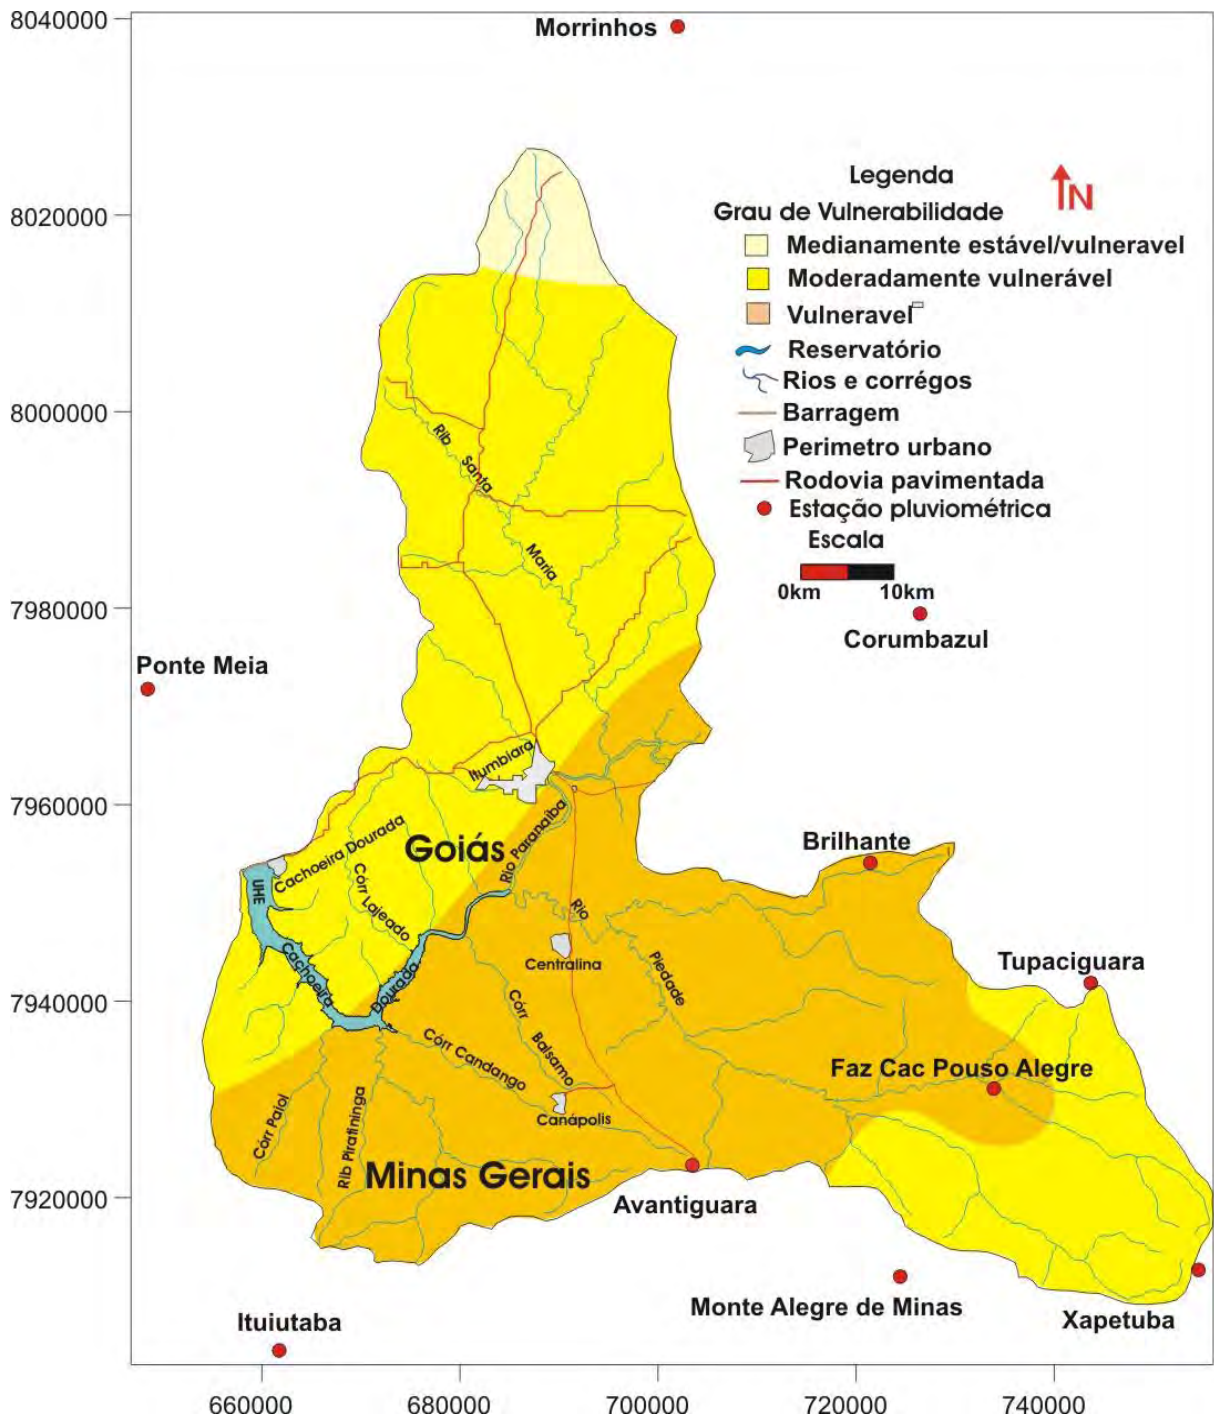 8040000
Morrinhos
Legenda
N
8020000
Grau de Vulnerabilidade
Medianamente estável/vulneravel
Moderadamente vulnerável
Vulneravel
Reservatório
Rios e corrégos
8000000
Barragem
Rib Santa Maria
Perimetro urbano
Rodovia pavimentada
Estação pluviométrica
Escala
0km 10km
7980000
Corumbazul
Ponte Meia
Itumbiara
7960000
Rio Paranaíba
Cachoeira Dourada
Goiás
Brilhante
UHE Cachoeira Dourada
Córr Lajeado
Rio Piedade
Centralina
Tupaciguara
7940000
Córr Balsamo
Córr Candango
Faz Cac Pouso Alegre
Córr Paiol
Rib Piratininga
Canápolis
Minas Gerais
7920000
Avantiguara
Monte Alegre de Minas
Xapetuba
Ituiutaba
660000 680000 700000 720000 740000